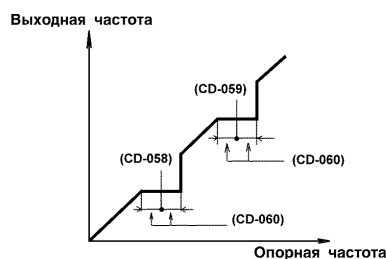 Выходная частота
(CD-059)
(CD-058)
(CD-060)
(CD-060)
Опорная частота